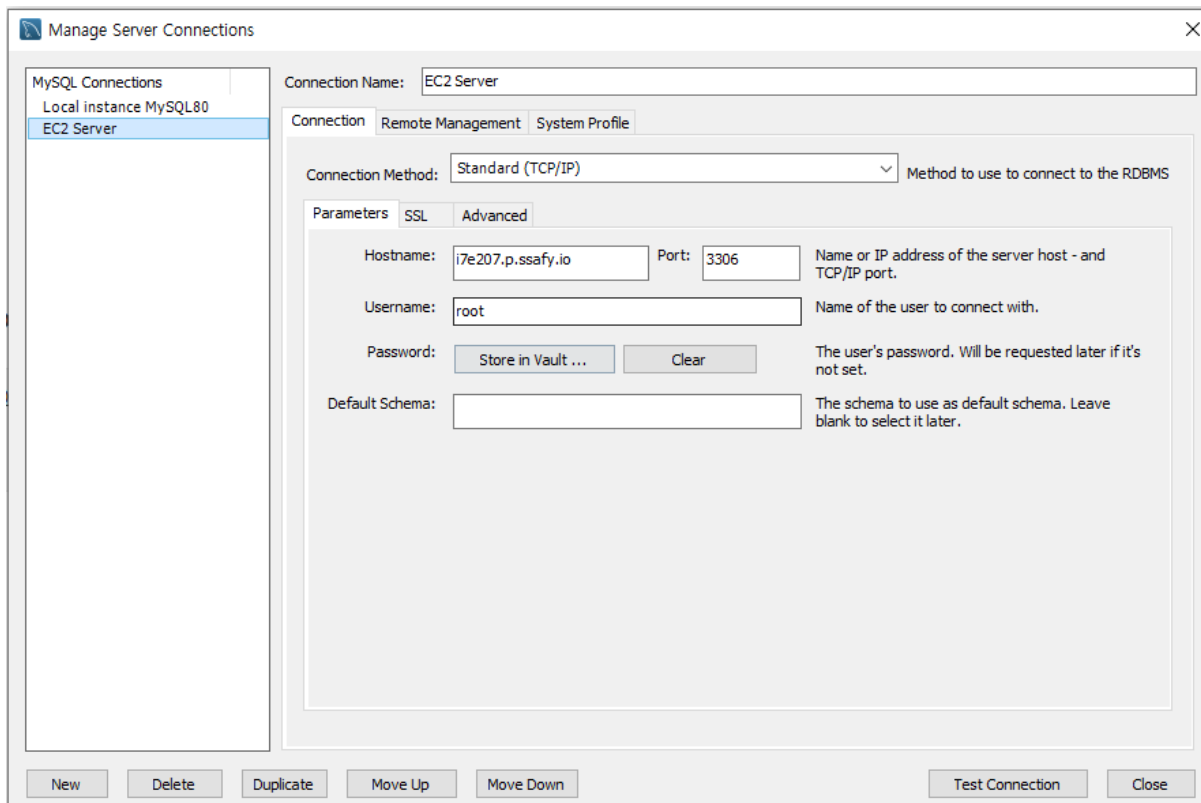 Manage Server Connections
MySQL Connections
Local instance MySQL80
EC2 Server
Connection Name: EC2 Server
Connection Remote Management System Profile
Connection Method: Standard (TCP/IP) Method to use to connect to the RDBMS
Parameters SSL Advanced
Hostname: i7e207.p.ssafy.io Port: 3306 Name or IP address of the server host - and
TCP/IP port.
Username: root Name of the user to connect with.
Password: Store in Vault ... Clear The user's password. Will be requested later if it's
not set.
Default Schema: The schema to use as default schema. Leave
blank to select it later.
New Delete Duplicate Move Up Move Down Test Connection Close